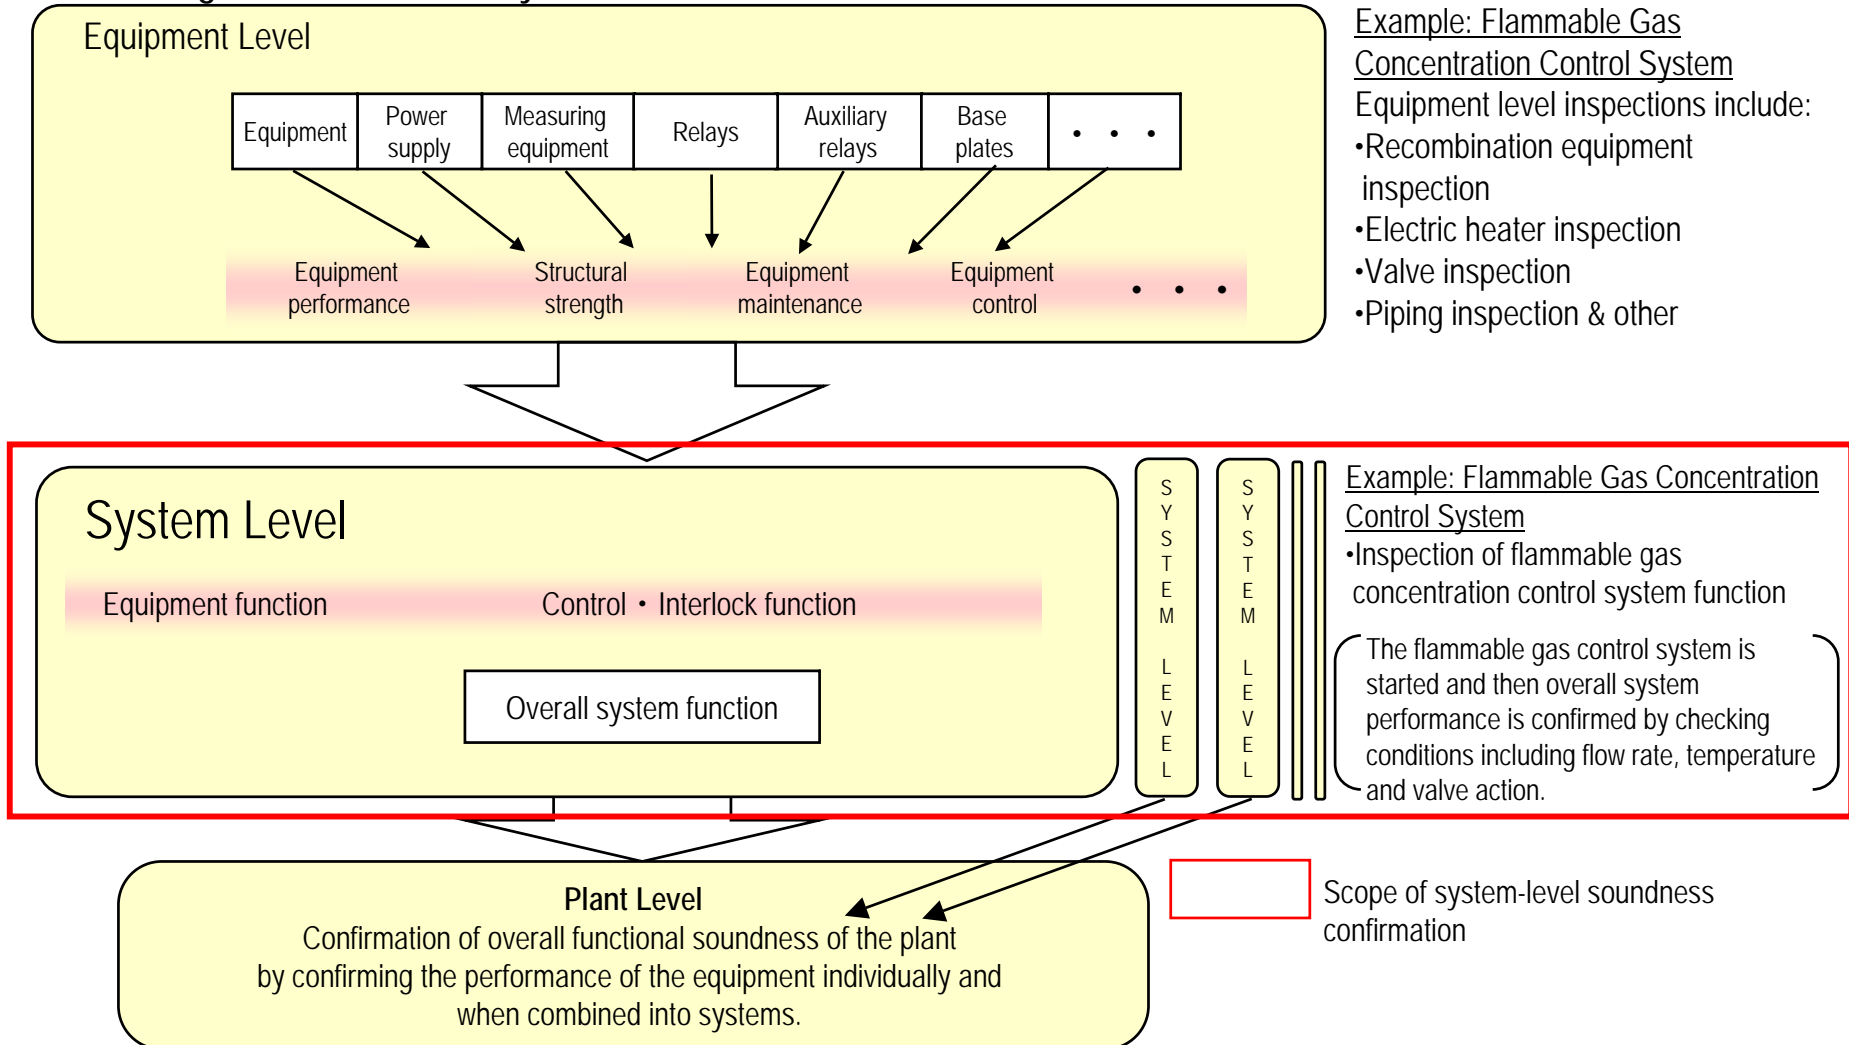 Equipment Level
Equipment
Power
supply
Measuring
equipment
Relays
Auxiliary
relays
Base
plates
・・・
Equipment
performance
Structural
strength
Equipment
maintenance
Equipment
control
・・・
Example: Flammable Gas
Concentration Control System
Equipment level inspections include:
・Recombination equipment
inspection
・Electric heater inspection
・Valve inspection
・Piping inspection & other
System Level
Equipment function
Control・Interlock function
Overall system function
SYSTEM LEVEL
SYSTEM LEVEL
Example: Flammable Gas Concentration
Control System
・Inspection of flammable gas
concentration control system function
The flammable gas control system is
started and then overall system
performance is confirmed by checking
conditions including flow rate, temperature
and valve action.
Plant Level
Confirmation of overall functional soundness of the plant
by confirming the performance of the equipment individually and
when combined into systems.
Scope of system-level soundness
confirmation